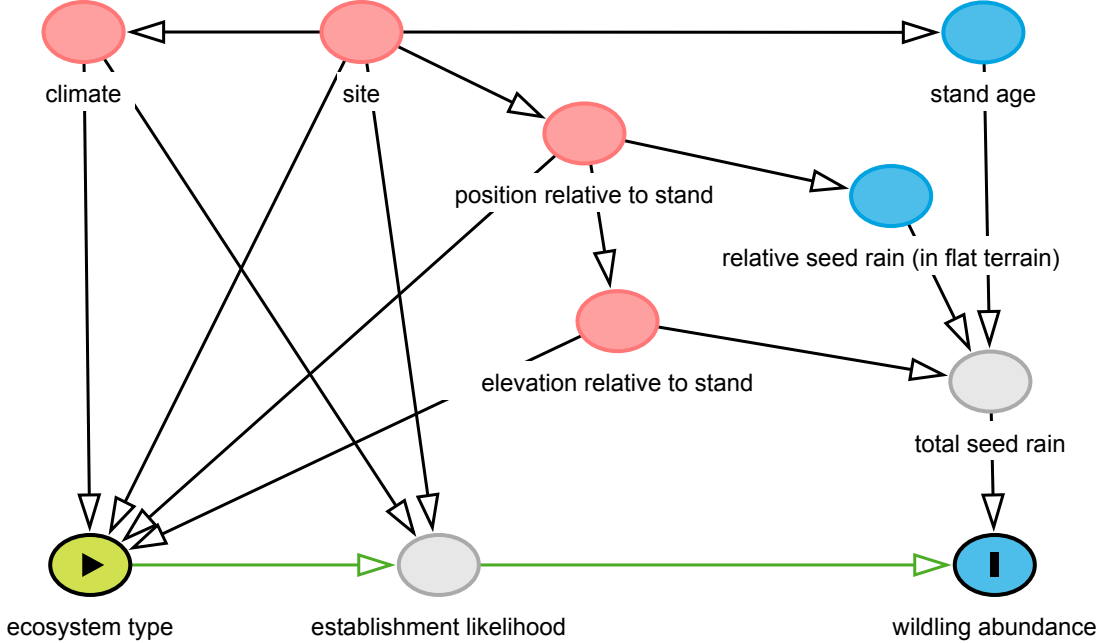 climate
site
stand age
position relative to stand
relative seed rain (in flat terrain)
elevation relative to stand
total seed rain
ecosystem type
establishment likelihood
wildling abundance